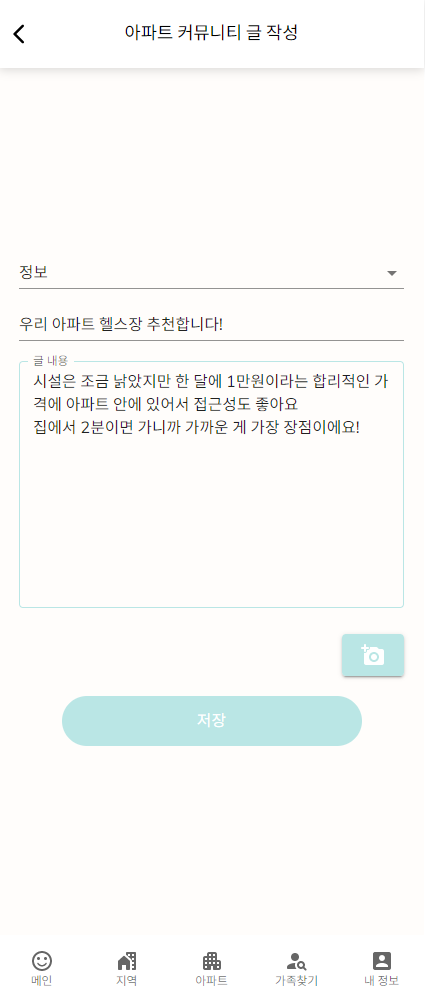 아파트 커뮤니티 글 작성
정보
우리 아파트 헬스장 추천합니다!
글 내용
시설은 조금 낡았지만 한 달에 1만원이라는 합리적인 가
격에 아파트 안에 있어서 접근성도 좋아요
집에서 2분이면 가니까 가까운 게 가장 장점이에요!
저장
메인 지역 아파트 가족찾기 내 정보